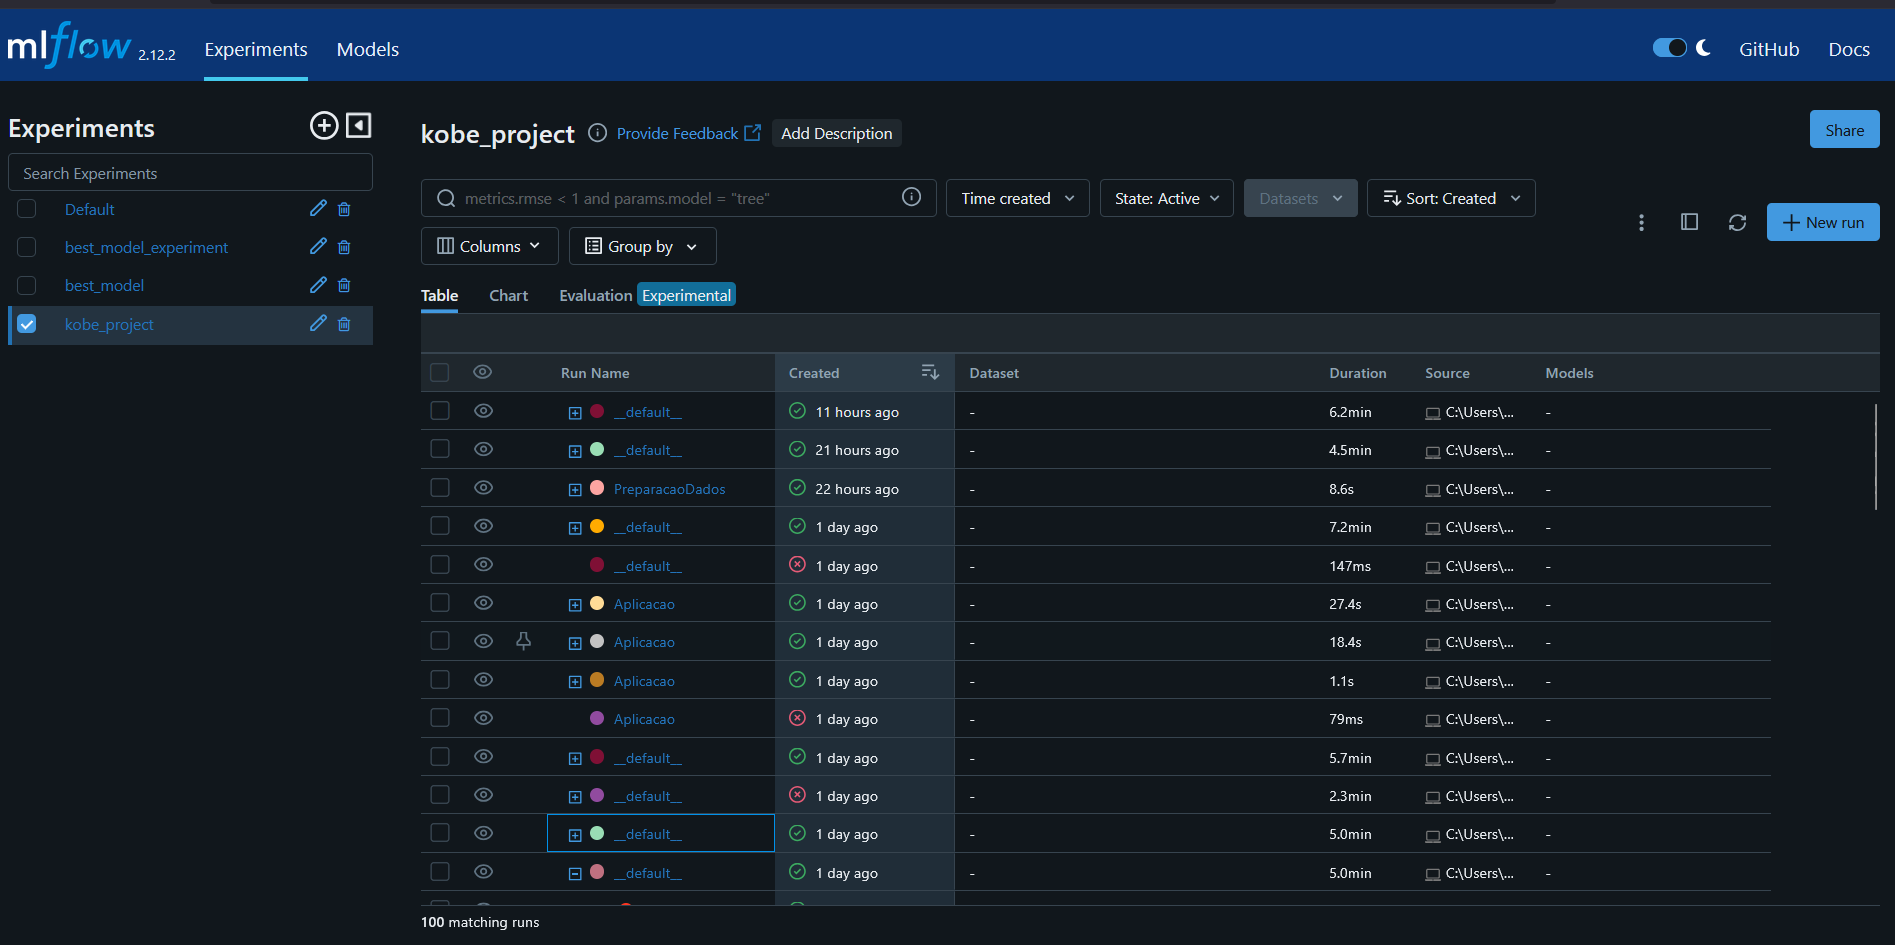 mlflow 2.12.2 Experiments Models GitHub Docs
Experiments
Search Experiments
Default
best_model_experiment
best_model
kobe_project
kobe_project Provide Feedback Add Description Share
metrics.rmse < 1 and params.model = "tree" Time created State: Active Datasets Sort: Created
Columns Group by New run
Table Chart Evaluation Experimental
Run Name Created Dataset Duration Source Models
__default__ 11 hours ago - 6.2min C:\Users\... -
__default__ 21 hours ago - 4.5min C:\Users\... -
PreparacaoDados 22 hours ago - 8.6s C:\Users\... -
__default__ 1 day ago - 7.2min C:\Users\... -
__default__ 1 day ago - 147ms C:\Users\... -
Aplicacao 1 day ago - 27.4s C:\Users\... -
Aplicacao 1 day ago - 18.4s C:\Users\... -
Aplicacao 1 day ago - 1.1s C:\Users\... -
Aplicacao 1 day ago - 79ms C:\Users\... -
__default__ 1 day ago - 5.7min C:\Users\... -
__default__ 1 day ago - 2.3min C:\Users\... -
__default__ 1 day ago - 5.0min C:\Users\... -
__default__ 1 day ago - 5.0min C:\Users\... -
100 matching runs